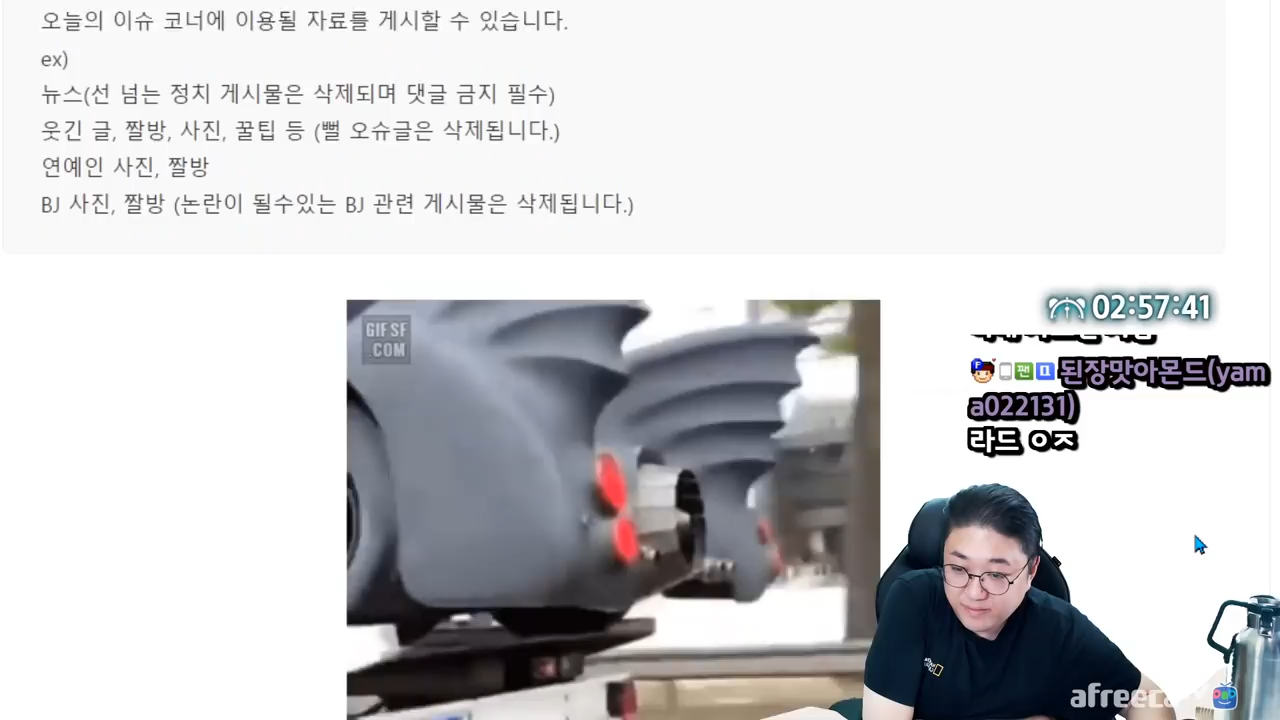 오늘의 이슈 코너에 이용될 자료를 게시할 수 있습니다.
ex)
뉴스(선 넘는 정치 게시물은 삭제되며 댓글 금지 필수)
웃긴 글, 짤방, 사진, 꿀팁 등 (뻘 오슈글은 삭제됩니다.)
연예인 사진, 짤방
BJ 사진, 짤방 (논란이 될수있는 BJ 관련 게시물은 삭제됩니다.)
GIFSF
.COM
02:57:41
팬
된장맛아몬드(yam
a022131)
라드 ㅇㅈ